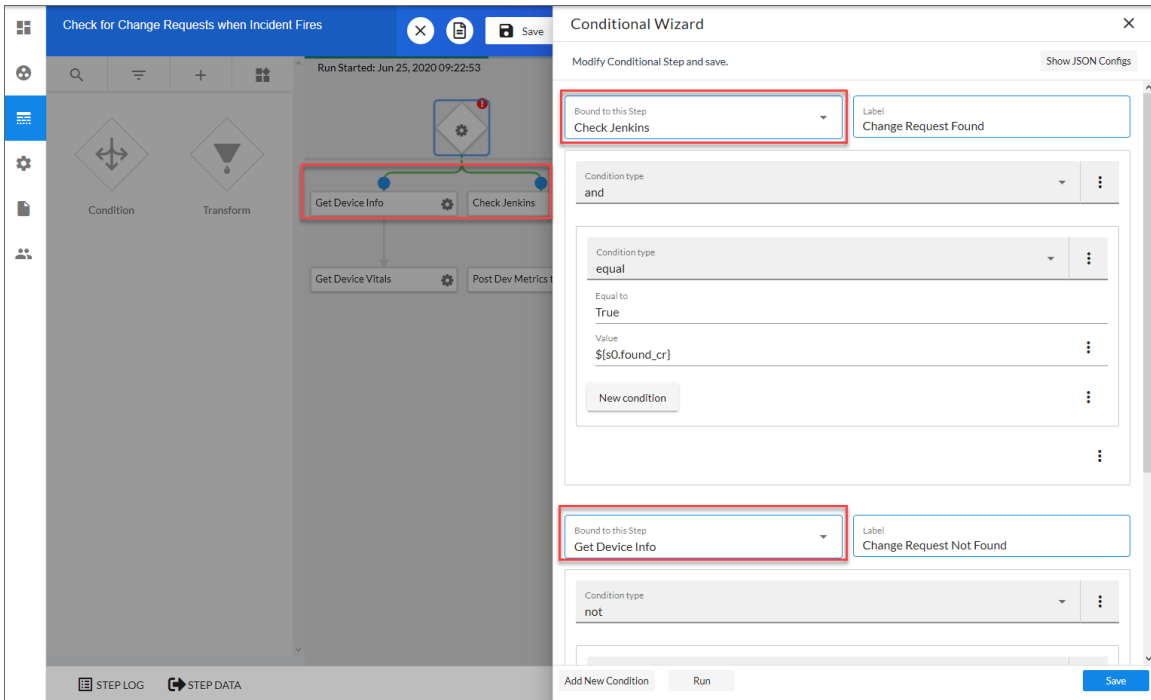 Check for Change Requests when Incident Fires
Save
Run Started: Jun 25, 2020 09:22:53
Condition
Transform
Get Device Info
Check Jenkins
Get Device Vitals
Post Dev Metrics t
STEP LOG
STEP DATA
Conditional Wizard
Modify Conditional Step and save.
Show JSON Configs
Bound to this Step
Check Jenkins
Label
Change Request Found
Condition type
and
Condition type
equal
Equal to
True
Value
${s0.found_cr}
New condition
Bound to this Step
Get Device Info
Label
Change Request Not Found
Condition type
not
Add New Condition
Run
Save